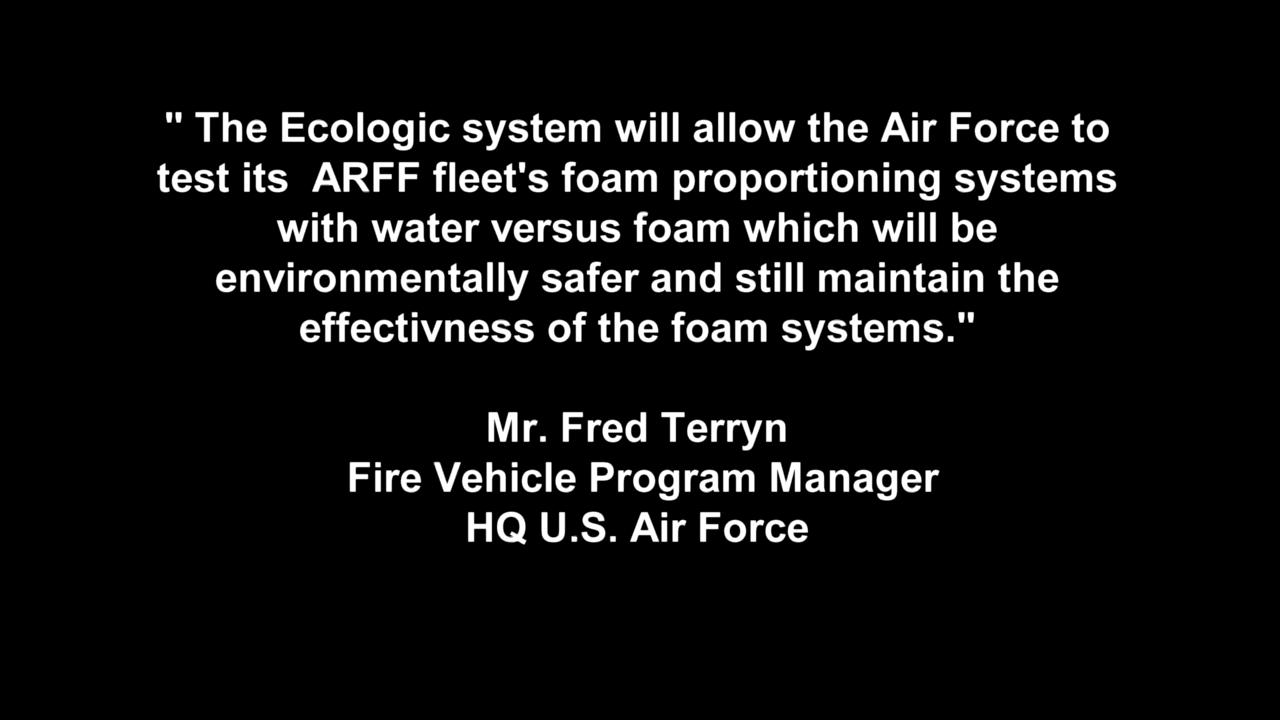 " The Ecologic system will allow the Air Force to
test its  ARFF fleet's foam proportioning systems
with water versus foam which will be
environmentally safer and still maintain the
effectivness of the foam systems."
Mr. Fred Terryn
Fire Vehicle Program Manager
HQ U.S. Air Force